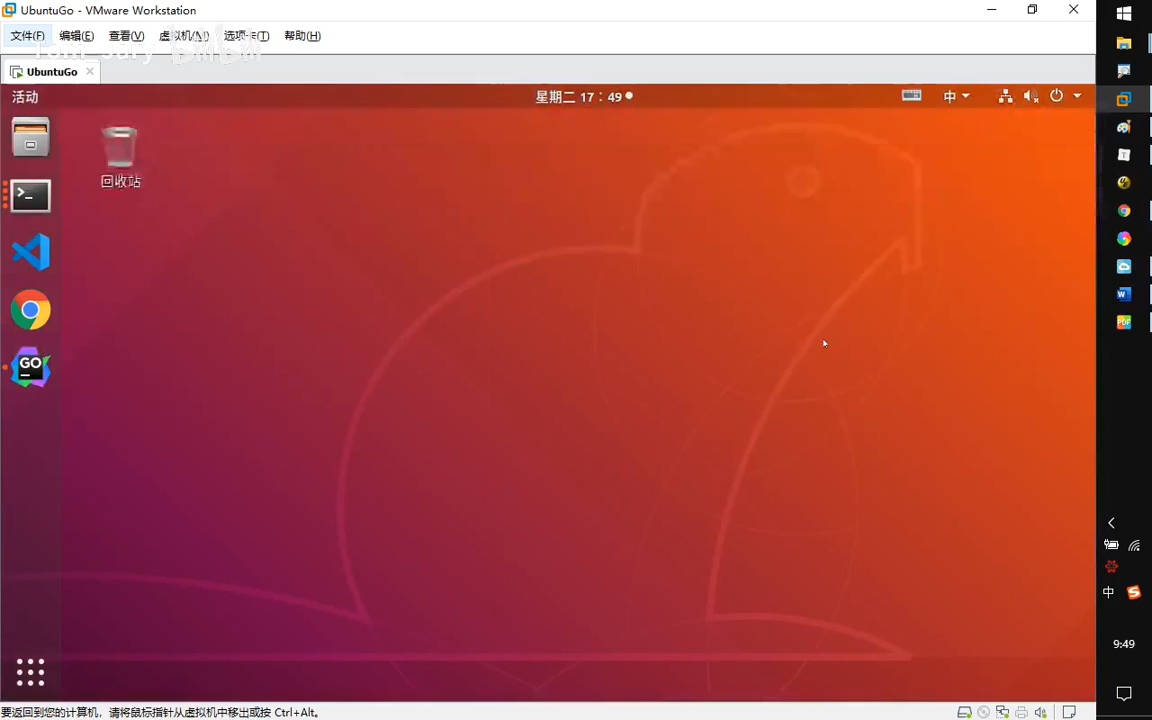 UbuntuGo - VMware Workstation
文件(F) 编辑(E) 查看(V) 虚拟机(M) 选项卡(T) 帮助(H)
UbuntuGo
活动 星期二 17：49 中
回收站
GO
W
PDF
中 S
9:49
要返回到您的计算机，请将鼠标指针从虚拟机中移出或按 Ctrl+Alt。